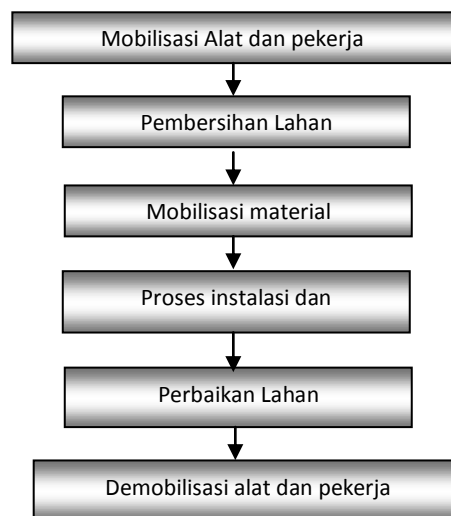 Mobilisasi Alat dan pekerja
Pembersihan Lahan
Mobilisasi material
Proses instalasi dan
Perbaikan Lahan
Demobilisasi alat dan pekerja